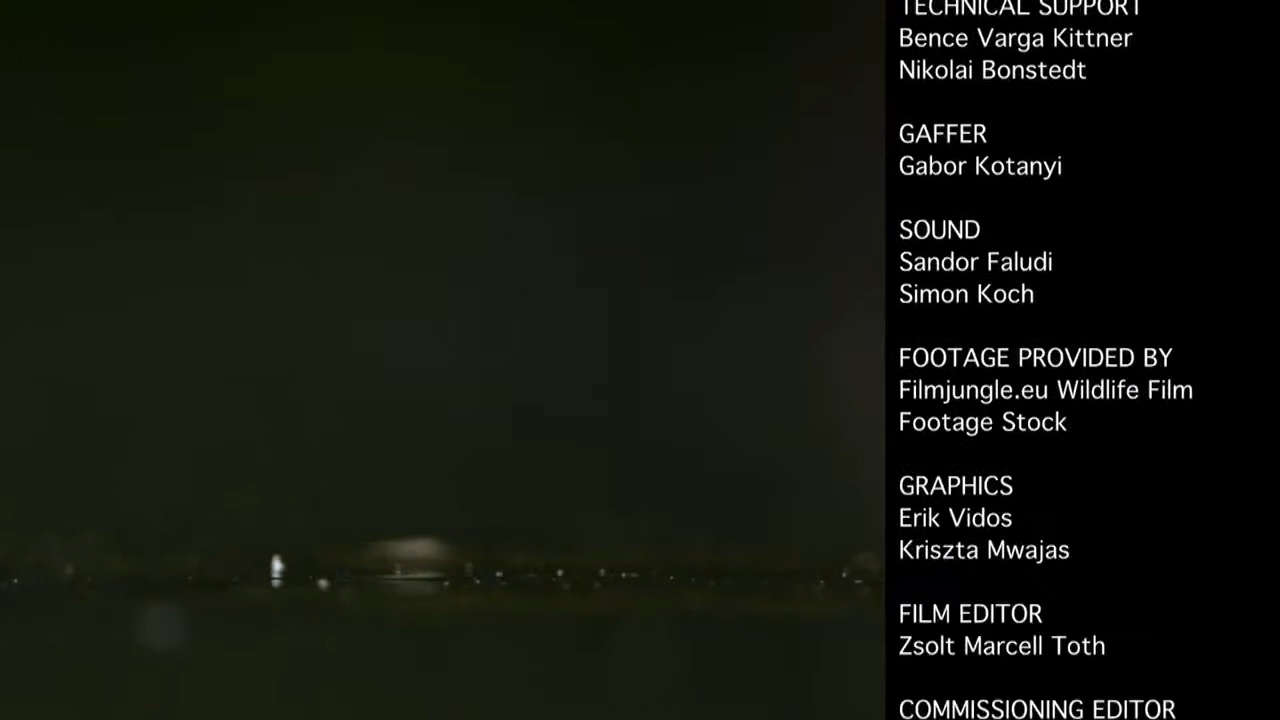 TECHNICAL SUPPORT
Bence Varga Kittner
Nikolai Bonstedt
GAFFER
Gabor Kotanyi
SOUND
Sandor Faludi
Simon Koch
FOOTAGE PROVIDED BY
Filmjungle.eu Wildlife Film
Footage Stock
GRAPHICS
Erik Vidos
Kriszta Mwajas
FILM EDITOR
Zsolt Marcell Toth
COMMISSIONING EDITOR